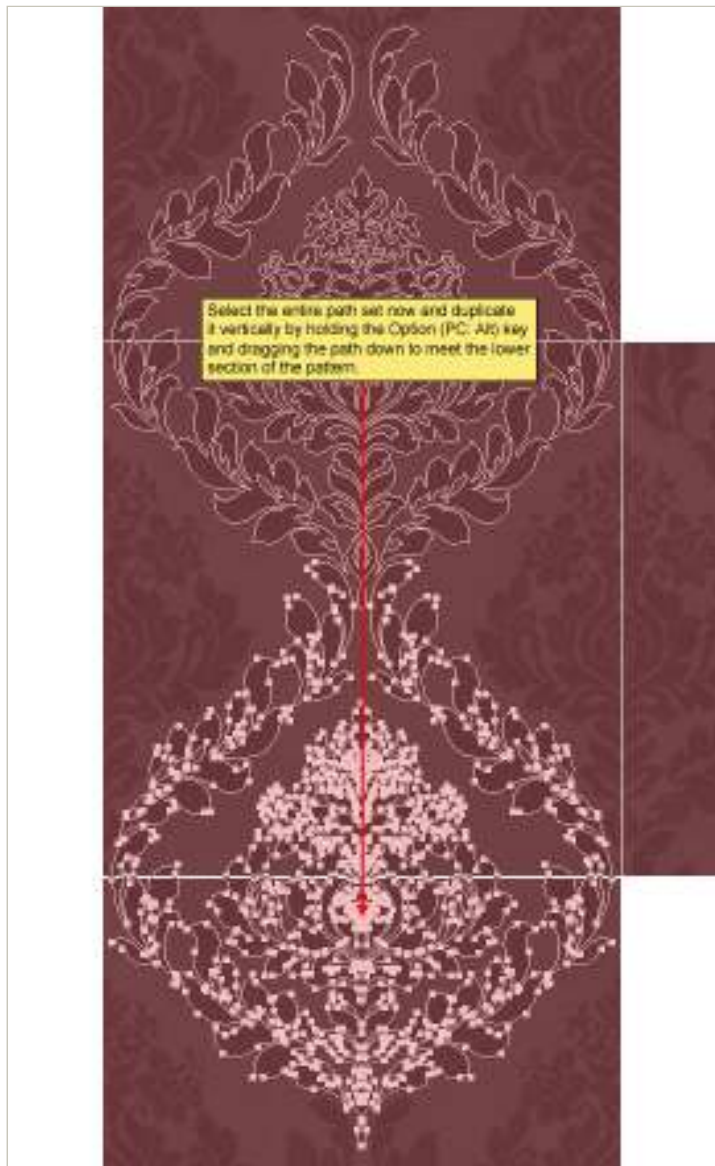 Select the entire path set now and duplicate
it vertically by holding the Option (PC: Alt) key
and dragging the path down to meet the lower
section of the pattern.